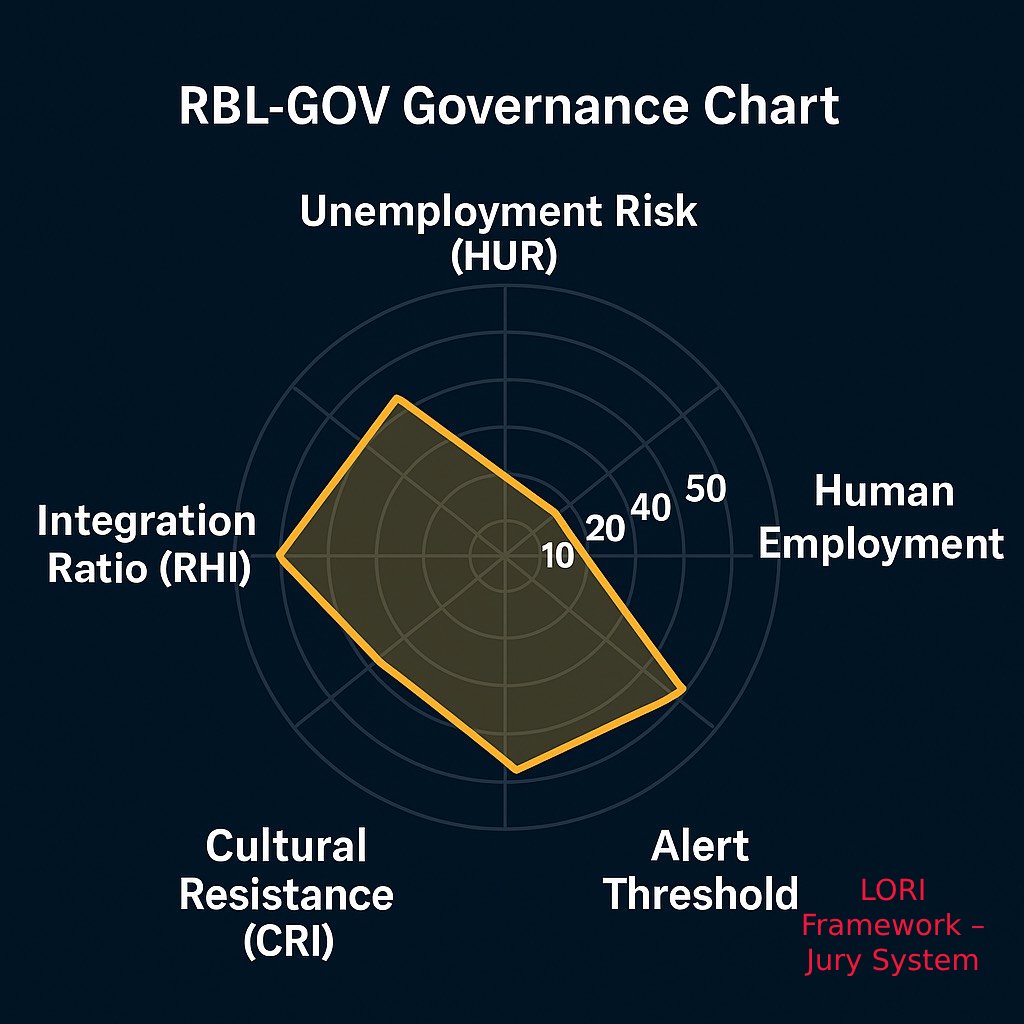 RBL-GOV Governance Chart
Unemployment Risk
(HUR)
Integration
Ratio (RHI)
10
20
40
50
Human
Employment
Cultural
Resistance
(CRI)
Alert
Threshold
LORI
Framework –
Jury System